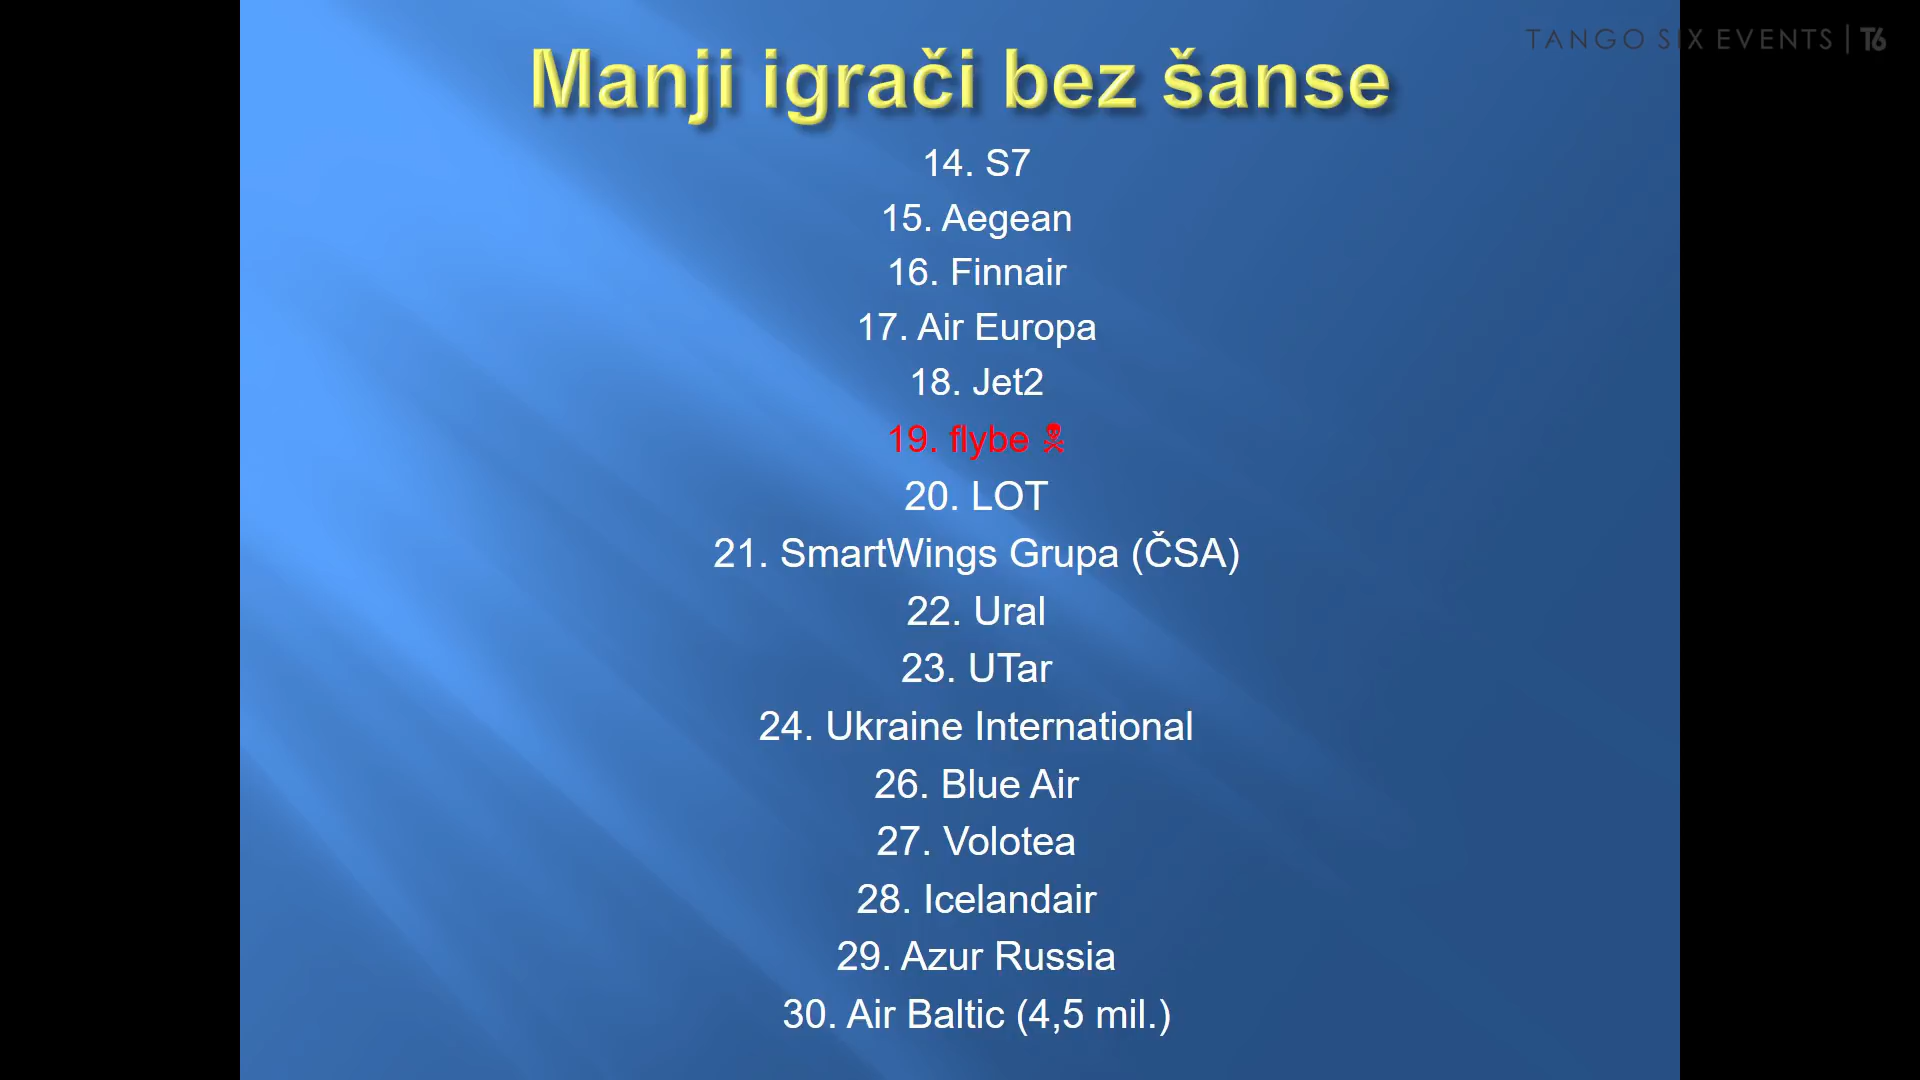 TANGO SIX EVENTS | T6
Manji igrači bez šanse
14. S7
15. Aegean
16. Finnair
17. Air Europa
18. Jet2
19. flybe ☠
20. LOT
21. SmartWings Grupa (ČSA)
22. Ural
23. UTar
24. Ukraine International
26. Blue Air
27. Volotea
28. Icelandair
29. Azur Russia
30. Air Baltic (4,5 mil.)